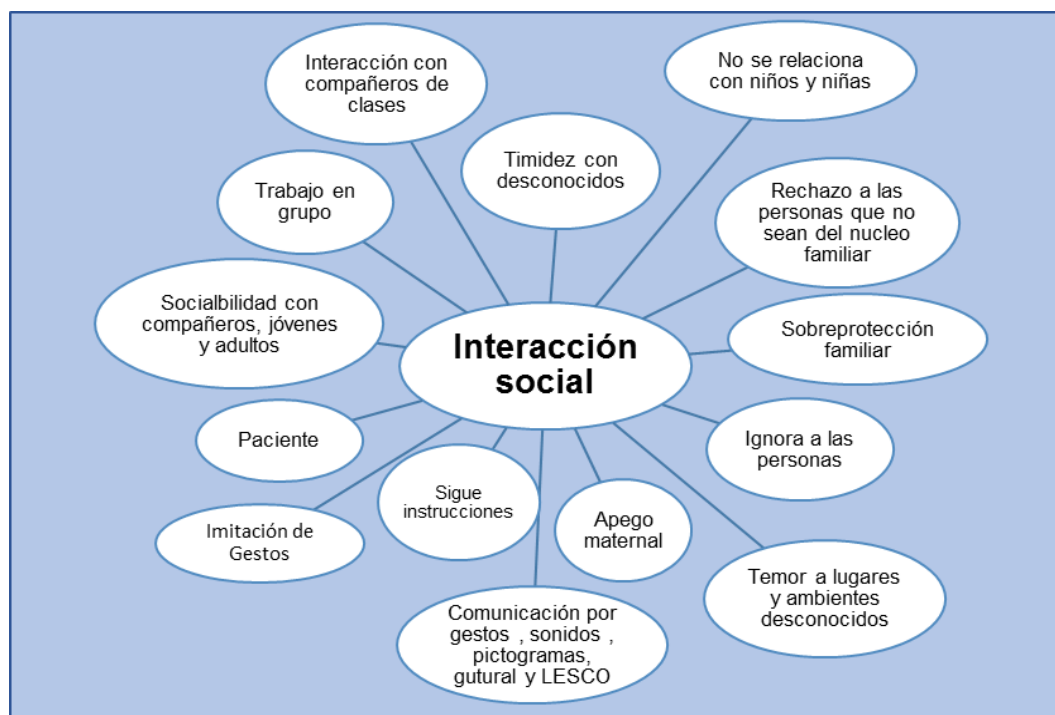 Interacción con
compañeros de
clases
No se relaciona
con niños y niñas
Timidez con
desconocidos
Trabajo en
grupo
Rechazo a las
personas que no
sean del nucleo
familiar
Socialbilidad con
compañeros, jóvenes
y adultos
Interacción
social
Sobreprotección
familiar
Paciente
Ignora a las
personas
Sigue
instrucciones
Imitación de
Gestos
Apego
maternal
Temor a lugares
y ambientes
desconocidos
Comunicación por
gestos , sonidos ,
pictogramas,
gutural y LESCO